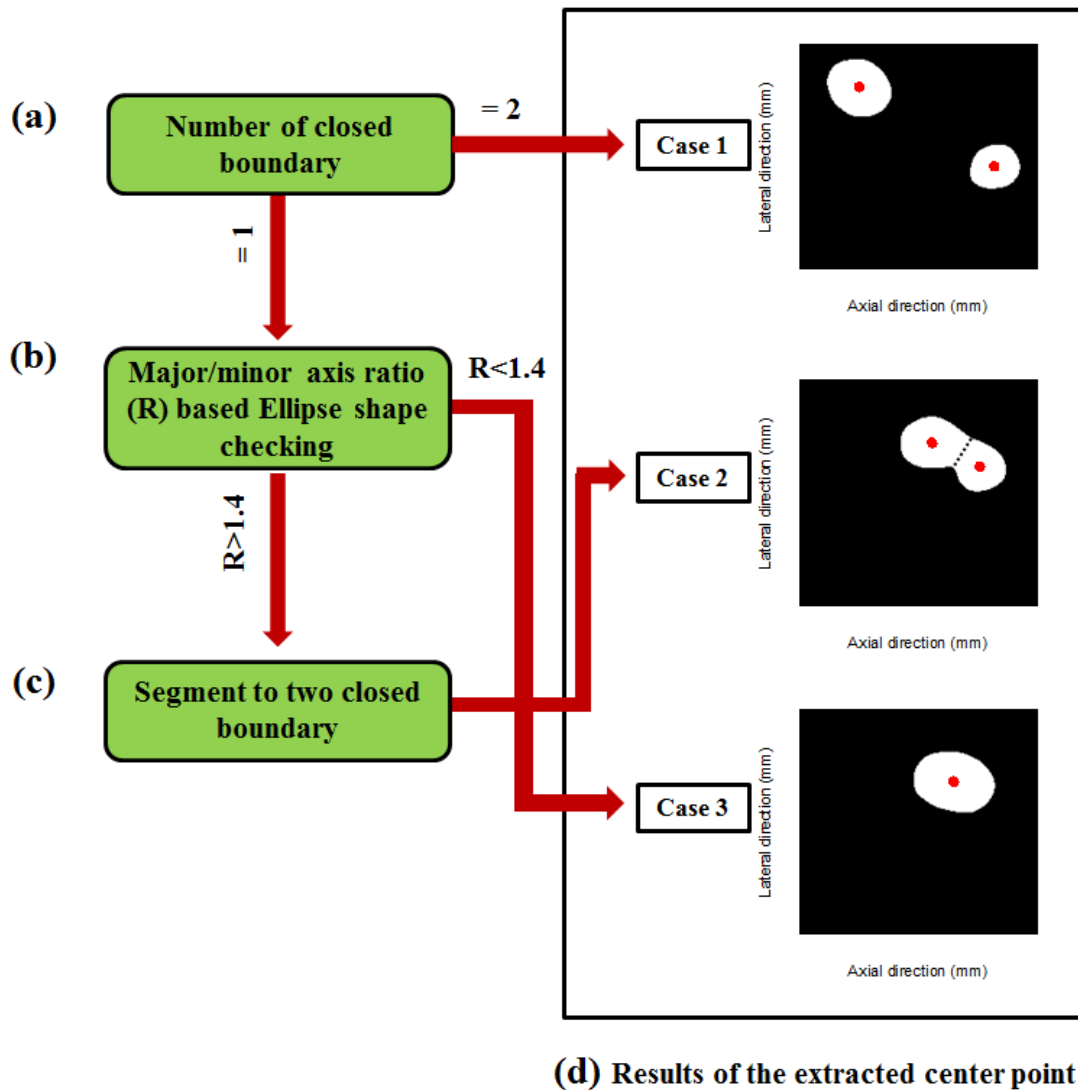 (a)
Number of closed
boundary
= 2
Case 1
Lateral direction (mm)
Axial direction (mm)
= 1
(b)
Major/minor axis ratio
(R) based Ellipse shape
checking
R<1.4
Case 2
Lateral direction (mm)
Axial direction (mm)
R>1.4
(c)
Segment to two closed
boundary
Case 3
Lateral direction (mm)
Axial direction (mm)
(d) Results of the extracted center point